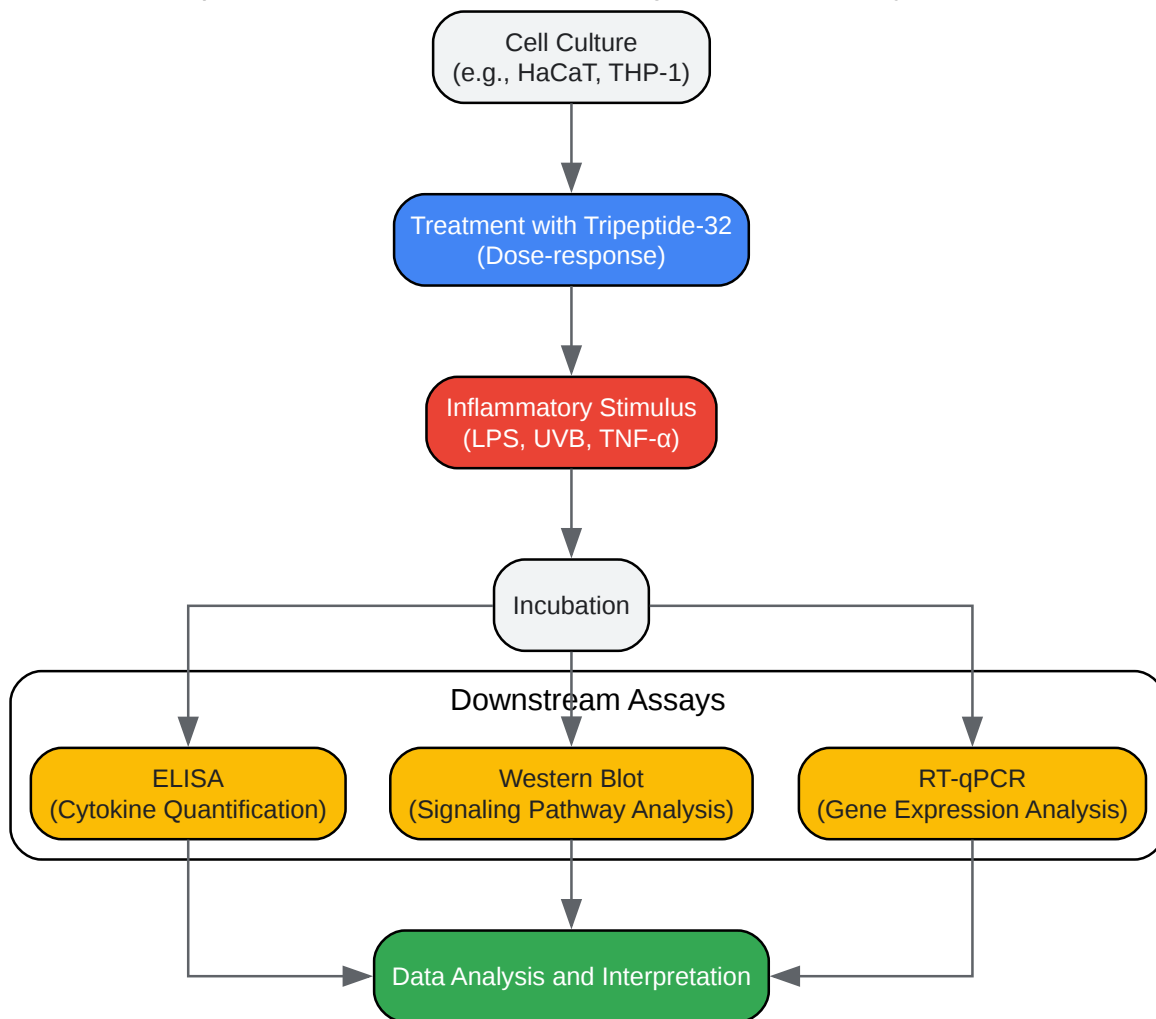 Cell Culture
(e.g., HaCaT, THP-1)
Treatment with Tripeptide-32
(Dose-response)
Inflammatory Stimulus
(LPS, UVB, TNF-α)
Incubation
Downstream Assays
ELISA
(Cytokine Quantification)
Western Blot
(Signaling Pathway Analysis)
RT-qPCR
(Gene Expression Analysis)
Data Analysis and Interpretation